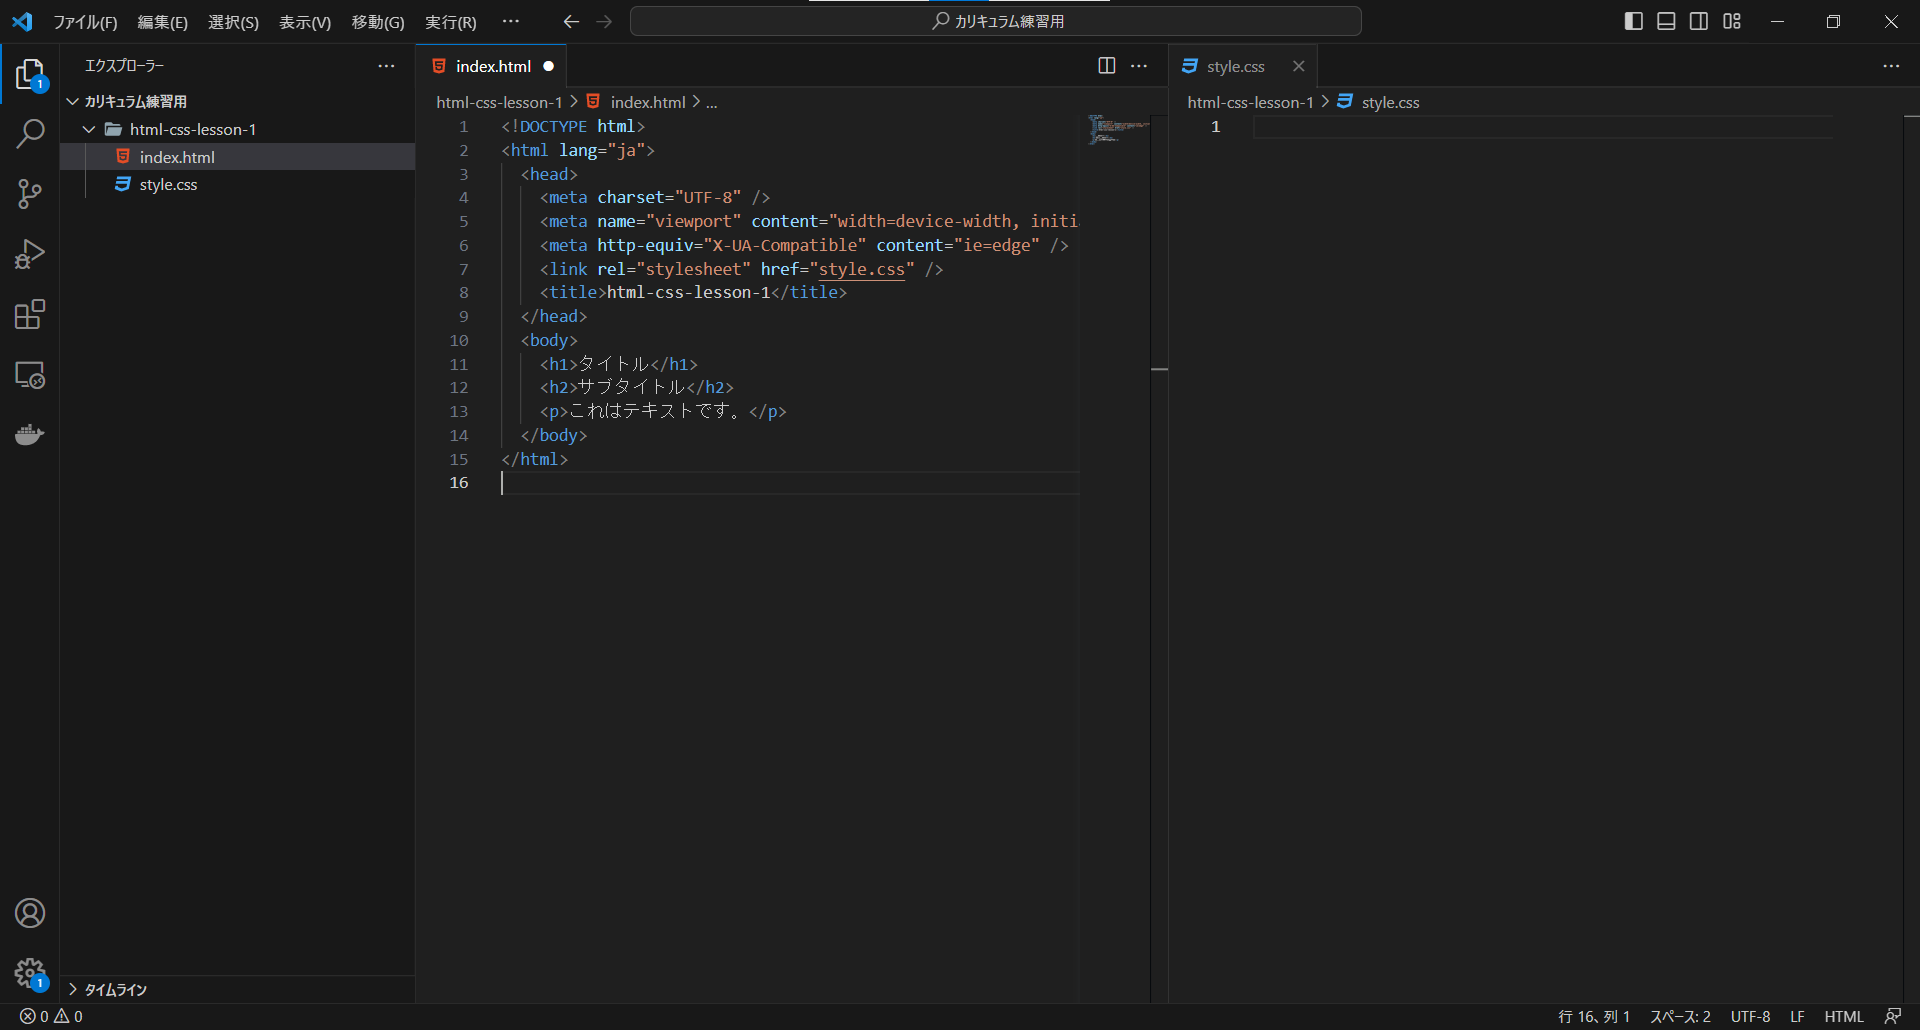 ファイル(F) 編集(E) 選択(S) 表示(V) 移動(G) 実行(R) ··· カリキュラム練習用
エクスプローラー ···
カリキュラム練習用
html-css-lesson-1
index.html
style.css
タイムライン
1
1
index.html
html-css-lesson-1 > index.html > ...
1 <!DOCTYPE html>
2 <html lang="ja">
3 <head>
4 <meta charset="UTF-8" />
5 <meta name="viewport" content="width=device-width, initi
6 <meta http-equiv="X-UA-Compatible" content="ie=edge" />
7 <link rel="stylesheet" href="style.css" />
8 <title>html-css-lesson-1</title>
9 </head>
10 <body>
11 <h1>タイトル</h1>
12 <h2>サブタイトル</h2>
13 <p>これはテキストです。</p>
14 </body>
15 </html>
16
style.css
html-css-lesson-1 > style.css
1
0 0 行 16、列 1 スペース: 2 UTF-8 LF HTML